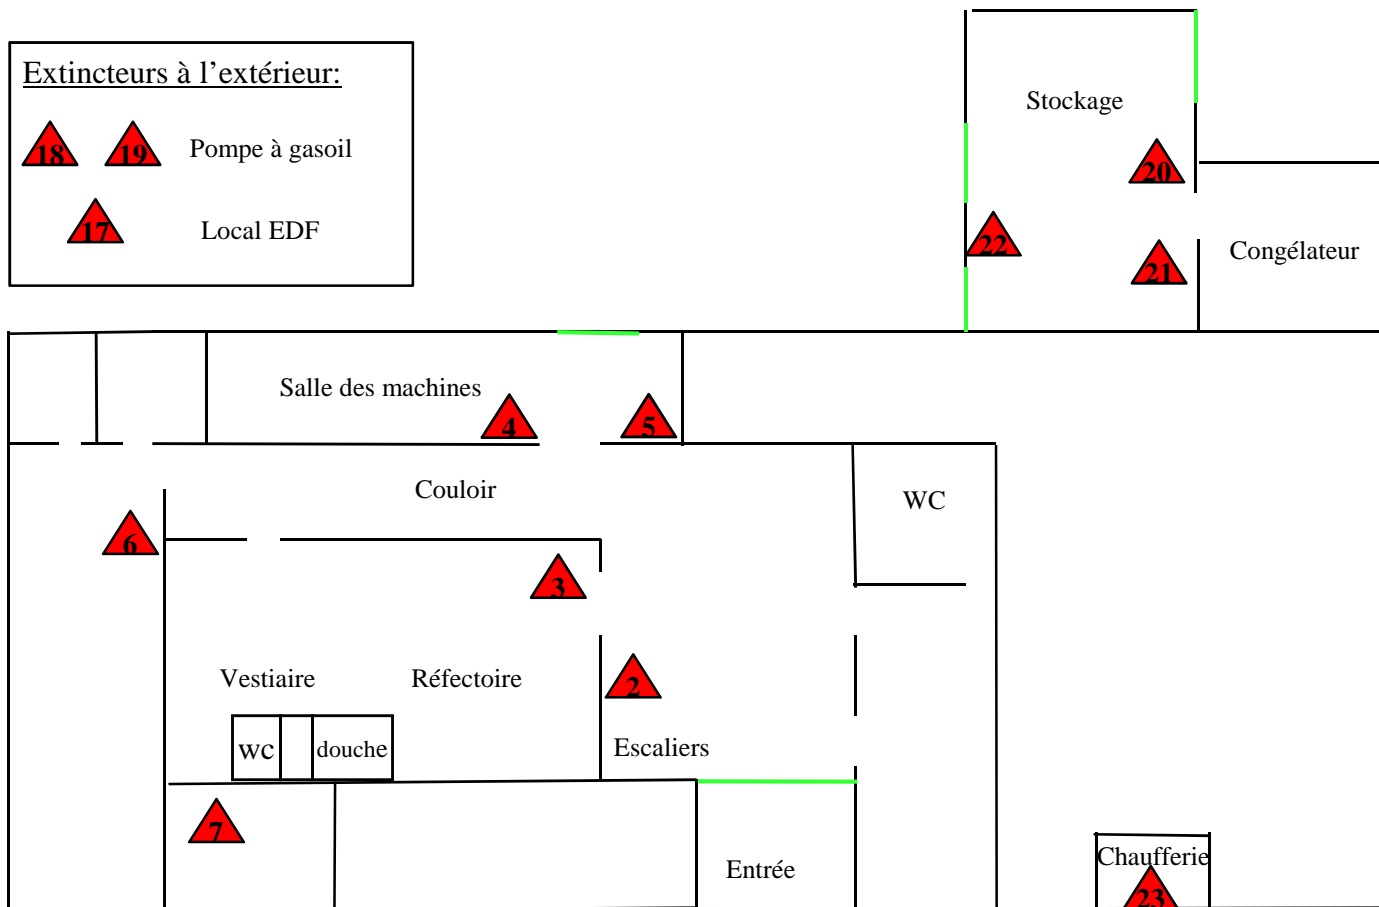 Extincteurs à l’extérieur:
18 19 Pompe à gasoil
17 Local EDF
Stockage
20
22
21
Congélateur
Salle des machines
4
5
Couloir
WC
6
3
Vestiaire
Réfectoire
2
wc
douche
Escaliers
7
Entrée
Chaufferie
23